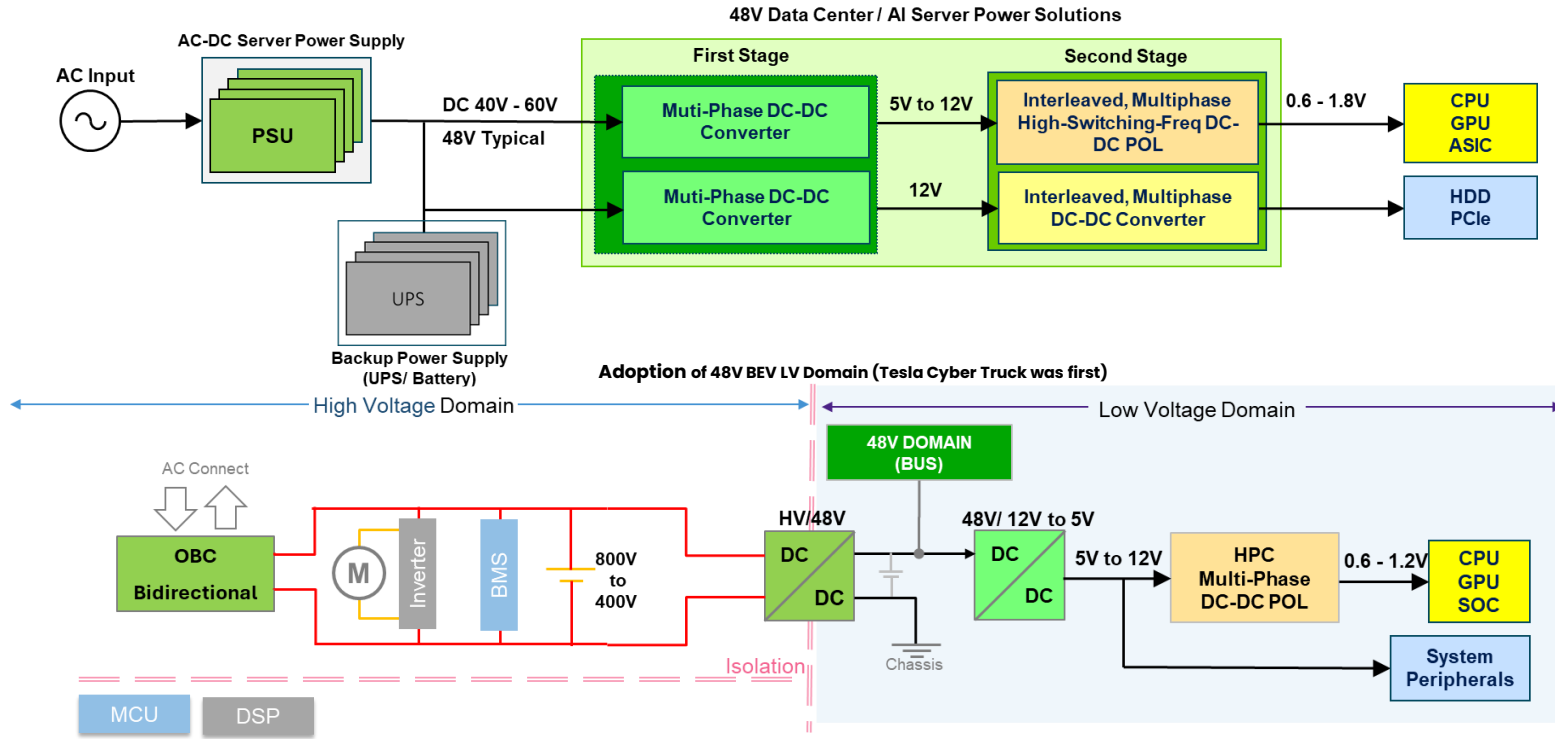 48V Data Center / AI Server Power Solutions
AC-DC Server Power Supply
First Stage
Second Stage
AC Input
PSU
DC 40V - 60V
48V Typical
Muti-Phase DC-DC
Converter
5V to 12V
Interleaved, Multiphase
High-Switching-Freq DC-
DC POL
0.6 - 1.8V
CPU
GPU
ASIC
Muti-Phase DC-DC
Converter
12V
Interleaved, Multiphase
DC-DC Converter
HDD
PCIe
UPS
Backup Power Supply
(UPS/ Battery)
Adoption of 48V BEV LV Domain (Tesla Cyber Truck was first)
High Voltage Domain
Low Voltage Domain
48V DOMAIN
(BUS)
AC Connect
OBC
Bidirectional
M
Inverter
BMS
800V
to
400V
HV/48V
DC
DC
Chassis
48V/ 12V to 5V
DC
DC
5V to 12V
HPC
Multi-Phase
DC-DC POL
0.6 - 1.2V
CPU
GPU
SOC
System
Peripherals
Isolation
MCU
DSP